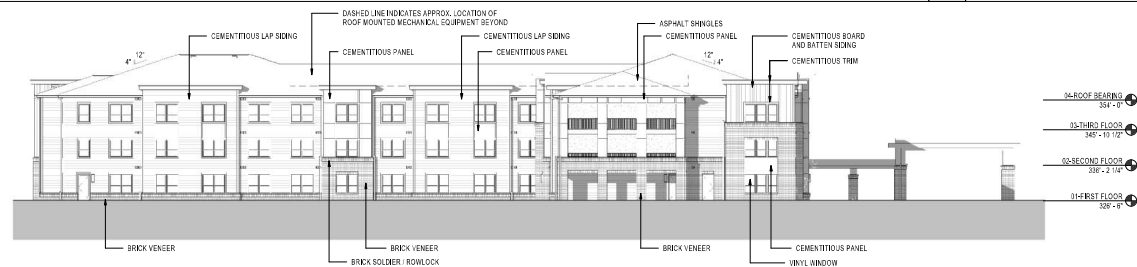 DASHED LINE INDICATES APPROX. LOCATION OF
ROOF MOUNTED MECHANICAL EQUIPMENT BEYOND
ASPHALT SHINGLES
CEMENTITIOUS LAP SIDING
CEMENTITIOUS LAP SIDING
CEMENTITIOUS PANEL
CEMENTITIOUS BOARD
AND BATTEN SIDING
CEMENTITIOUS PANEL
CEMENTITIOUS PANEL
12"
4"
12"
4"
CEMENTITIOUS TRIM
04-ROOF BEARING
354' - 0"
03-THIRD FLOOR
345' - 10 1/2"
02-SECOND FLOOR
336' - 2 1/4"
01-FIRST FLOOR
326' - 6"
BRICK VENEER
BRICK VENEER
BRICK VENEER
CEMENTITIOUS PANEL
BRICK SOLDIER / ROWLOCK
VINYL WINDOW